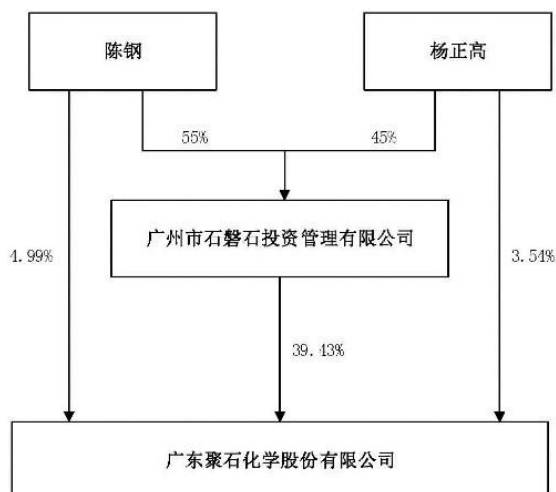 陈钢
杨正高
55%
45%
广州市石磐石投资管理有限公司
4.99%
3.54%
39.43%
广东聚石化学股份有限公司